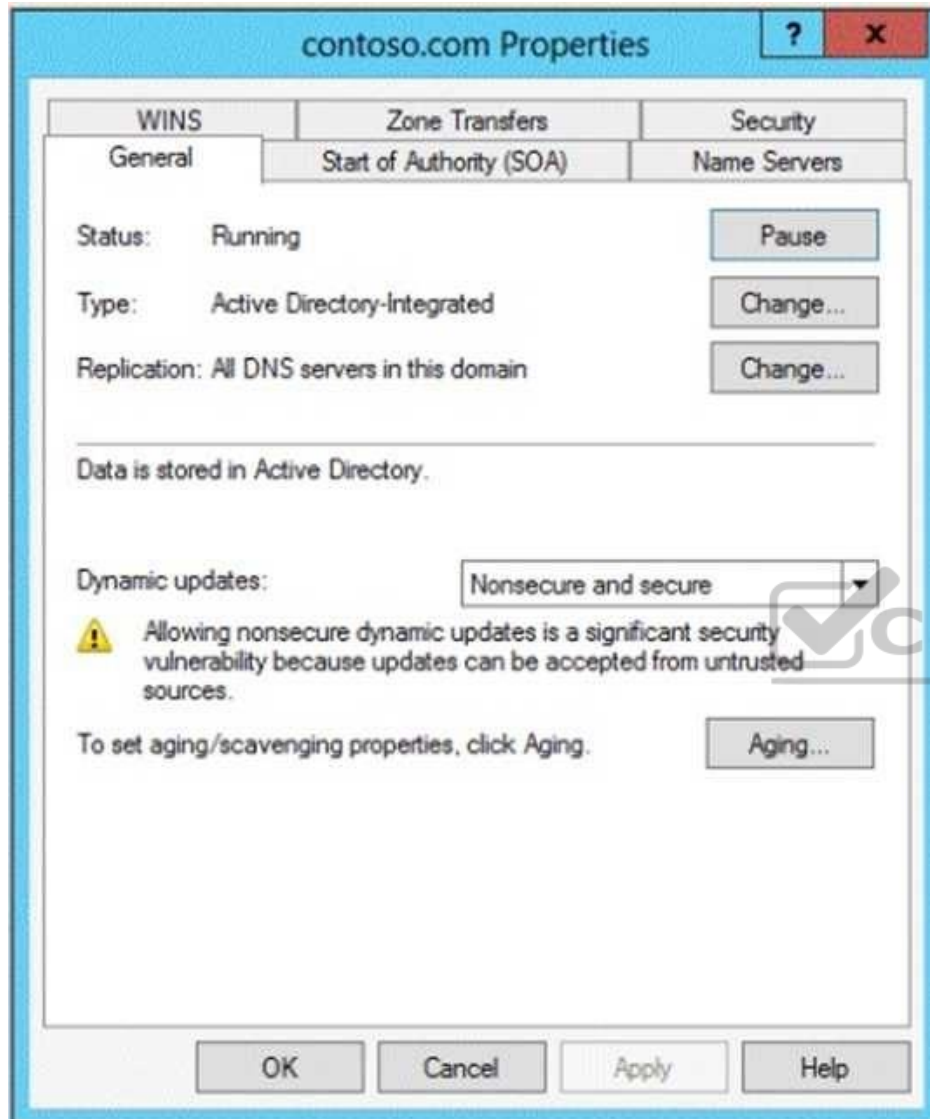 contoso.com Properties
? x
WINS Zone Transfers Security
General Start of Authority (SOA) Name Servers
Status: Running Pause
Type: Active Directory-Integrated Change...
Replication: All DNS servers in this domain Change...
Data is stored in Active Directory.
Dynamic updates: Nonsecure and secure
Allowing nonsecure dynamic updates is a significant security
vulnerability because updates can be accepted from untrusted
sources.
To set aging/scavenging properties, click Aging. Aging...
OK Cancel Apply Help